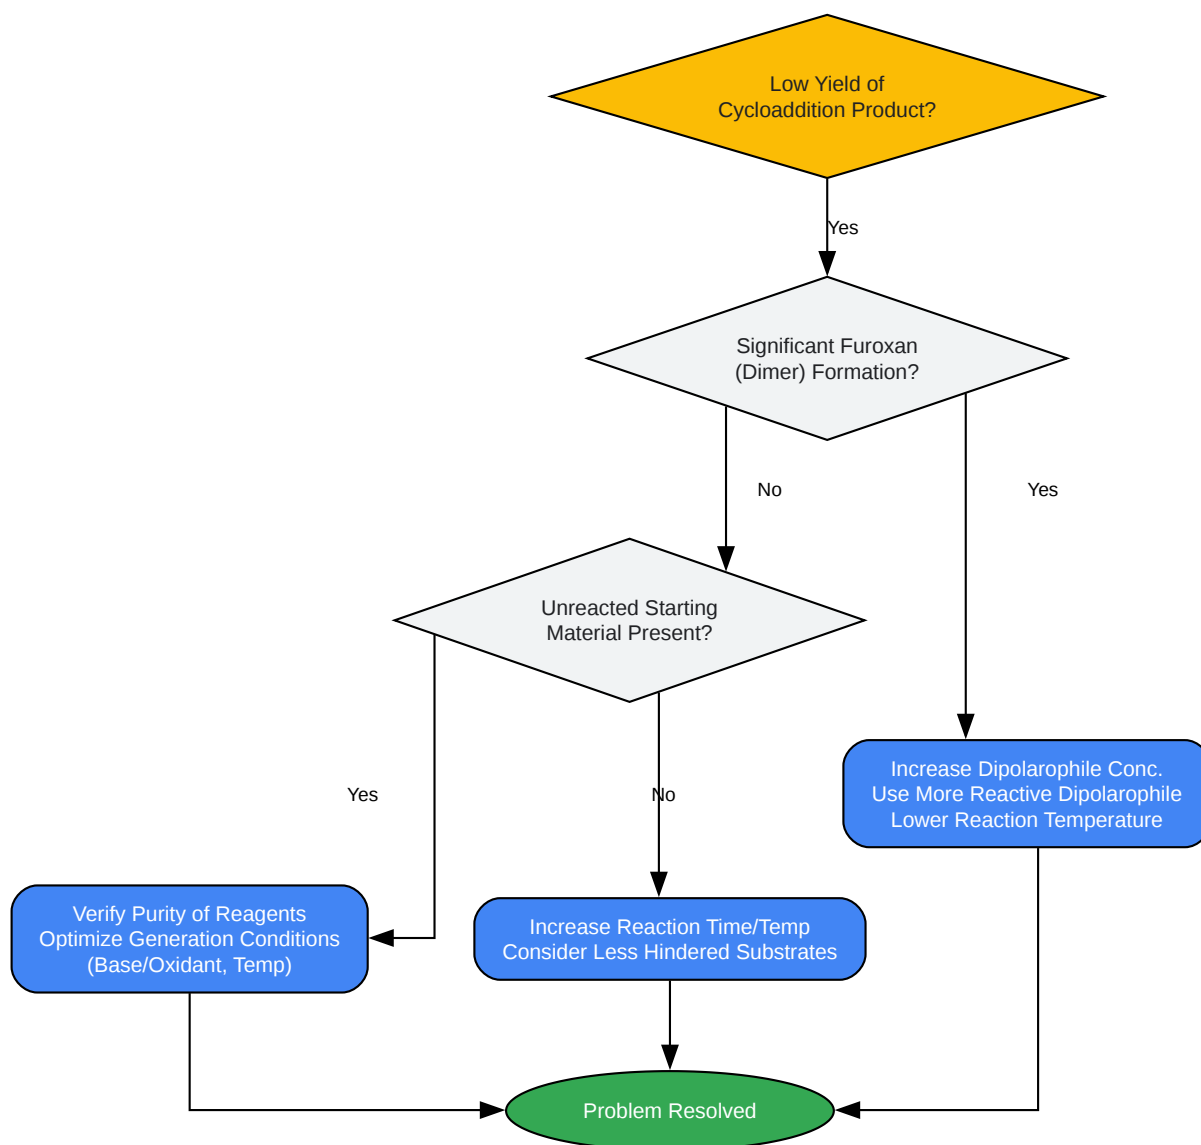 Low Yield of
Cycloaddition Product?
Yes
Significant Furoxan
(Dimer) Formation?
No
Yes
Unreacted Starting
Material Present?
Yes
No
Increase Dipolarophile Conc.
Use More Reactive Dipolarophile
Lower Reaction Temperature
Verify Purity of Reagents
Optimize Generation Conditions
(Base/Oxidant, Temp)
Increase Reaction Time/Temp
Consider Less Hindered Substrates
Problem Resolved